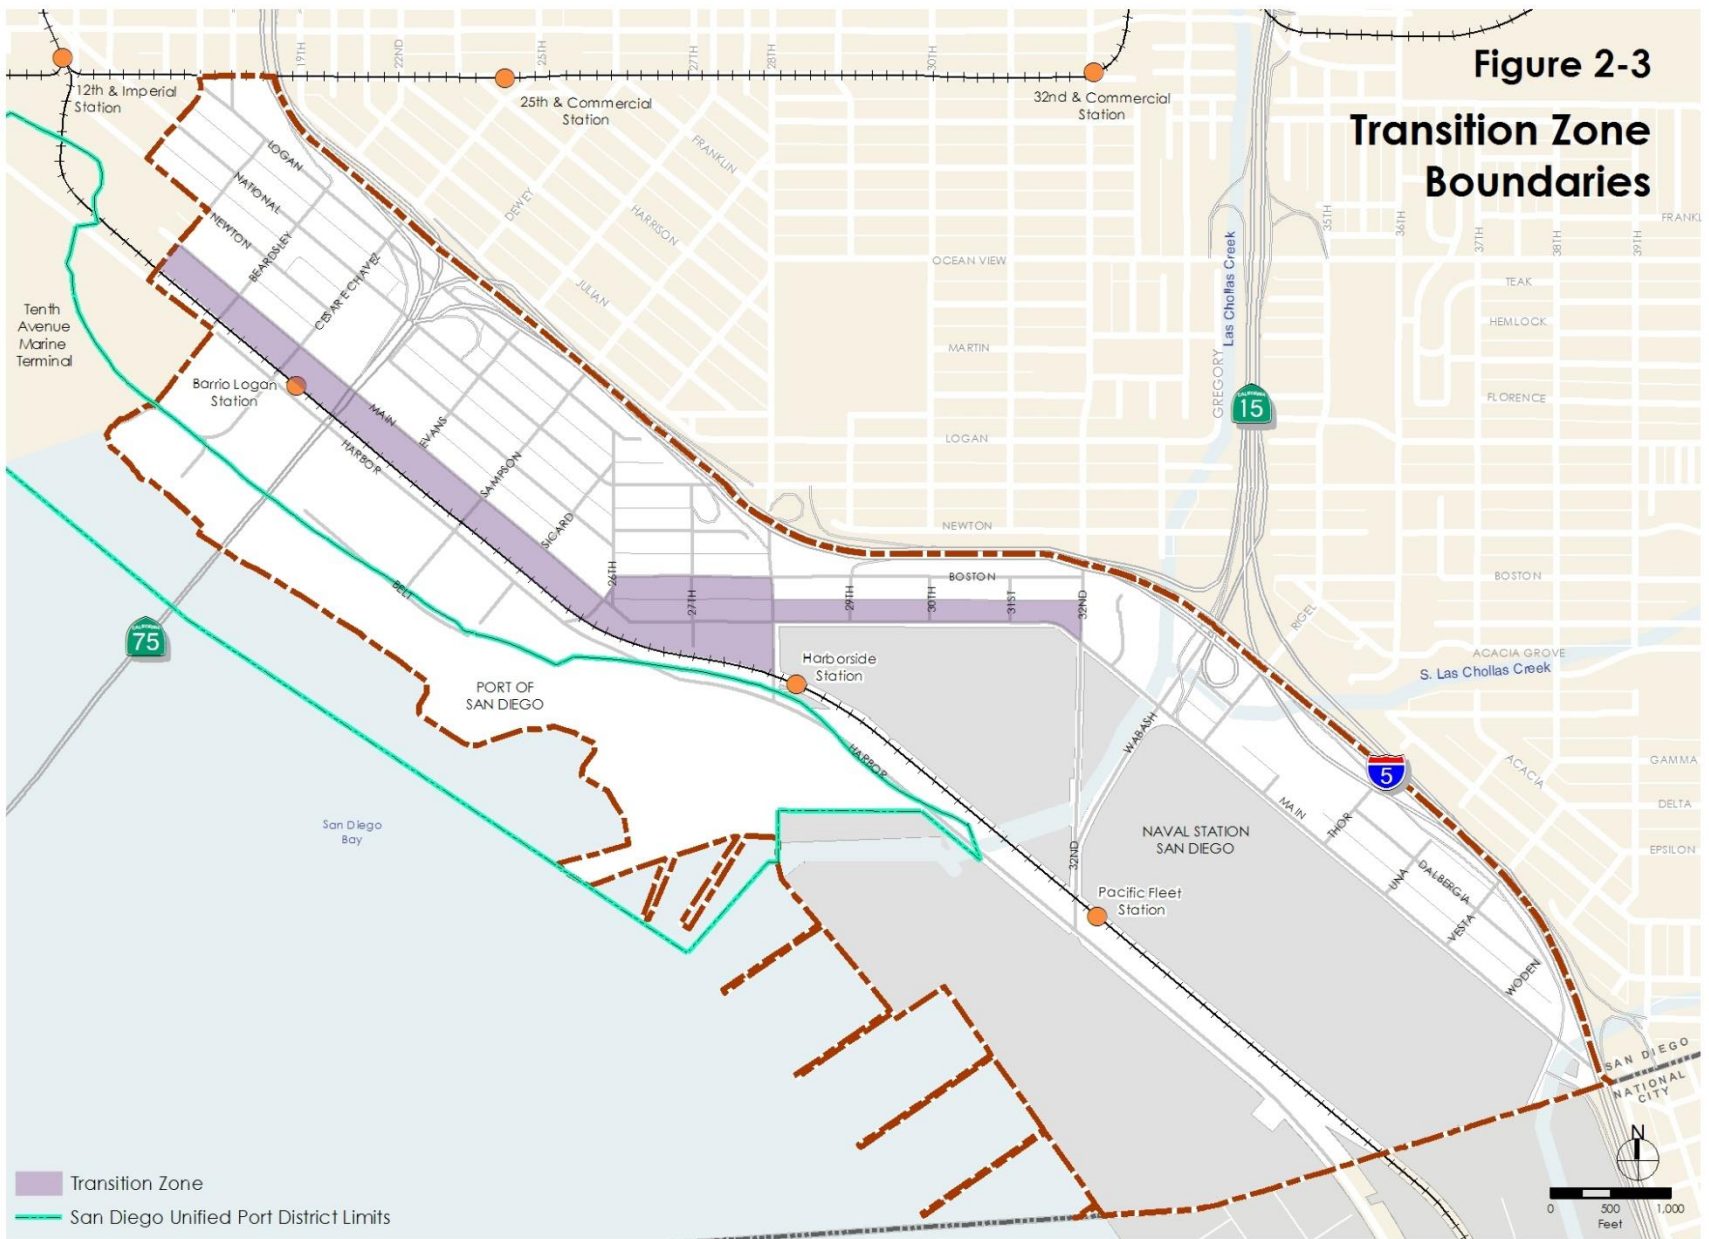 Figure 2-3
Transition Zone
Boundaries
19TH
22ND
25TH
27TH
28TH
30TH
12th & Imperial
Station
25th & Commercial
Station
32nd & Commercial
Station
LOGAN
NATIONAL
NEWTON
BEARDSLEY
CESAR E CHAVEZ
FRANKLIN
DEWEY
HARRISON
JULIAN
OCEAN VIEW
MARTIN
LOGAN
NEWTON
BOSTON
GREGORY
Las Chollas Creek
CALIFORNIA
15
35TH
36TH
37TH
38TH
39TH
FRANKL
TEAK
HEMLOCK
FLORENCE
BOSTON
RIGEL
ACACIA GROVE
S. Las Chollas Creek
ACACIA
GAMMA
DELTA
EPSILON
Tenth
Avenue
Marine
Terminal
Barrio Logan
Station
MAIN
HARBOR
EVANS
SAMPSON
SICARD
26TH
27TH
29TH
30TH
31ST
32ND
BELT
CALIFORNIA
75
Harborside
Station
PORT OF
SAN DIEGO
HARBOR
WABASH
5
MAIN
THOR
UNA
DALBERGIA
VESTA
WODEN
San Diego
Bay
NAVAL STATION
SAN DIEGO
32ND
Pacific Fleet
Station
SAN DIEGO
NATIONAL
CITY
N
0 500 1,000
Feet
Transition Zone
San Diego Unified Port District Limits